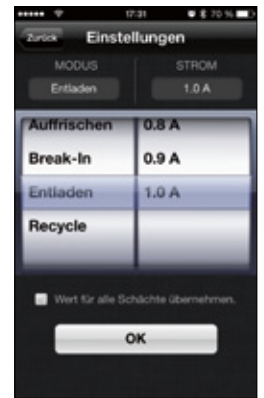 17:31 70 %
Zurück Einstellungen
MODUS STROM
Entladen 1.0 A
Auffrischen 0.8 A
Break-In 0.9 A
Entladen 1.0 A
Recycle
Wert für alle Schächte übernehmen.
OK